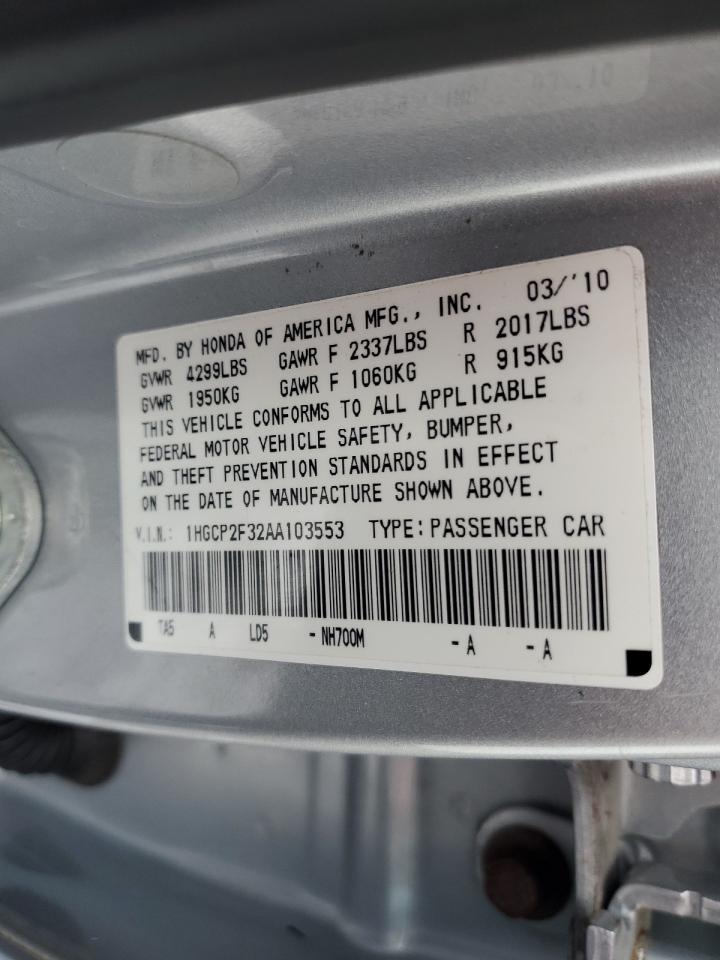 MFD. BY HONDA OF AMERICA MFG., INC. 03/'10
GVWR 4299LBS GAWR F 2337LBS R 2017LBS
GVWR 1950KG GAWR F 1060KG R 915KG
THIS VEHICLE CONFORMS TO ALL APPLICABLE
FEDERAL MOTOR VEHICLE SAFETY, BUMPER,
AND THEFT PREVENTION STANDARDS IN EFFECT
ON THE DATE OF MANUFACTURE SHOWN ABOVE.
V.I.N.: 1HGCP2F32AA103553 TYPE: PASSENGER CAR
TA5 A LD5 -NH700M -A -A